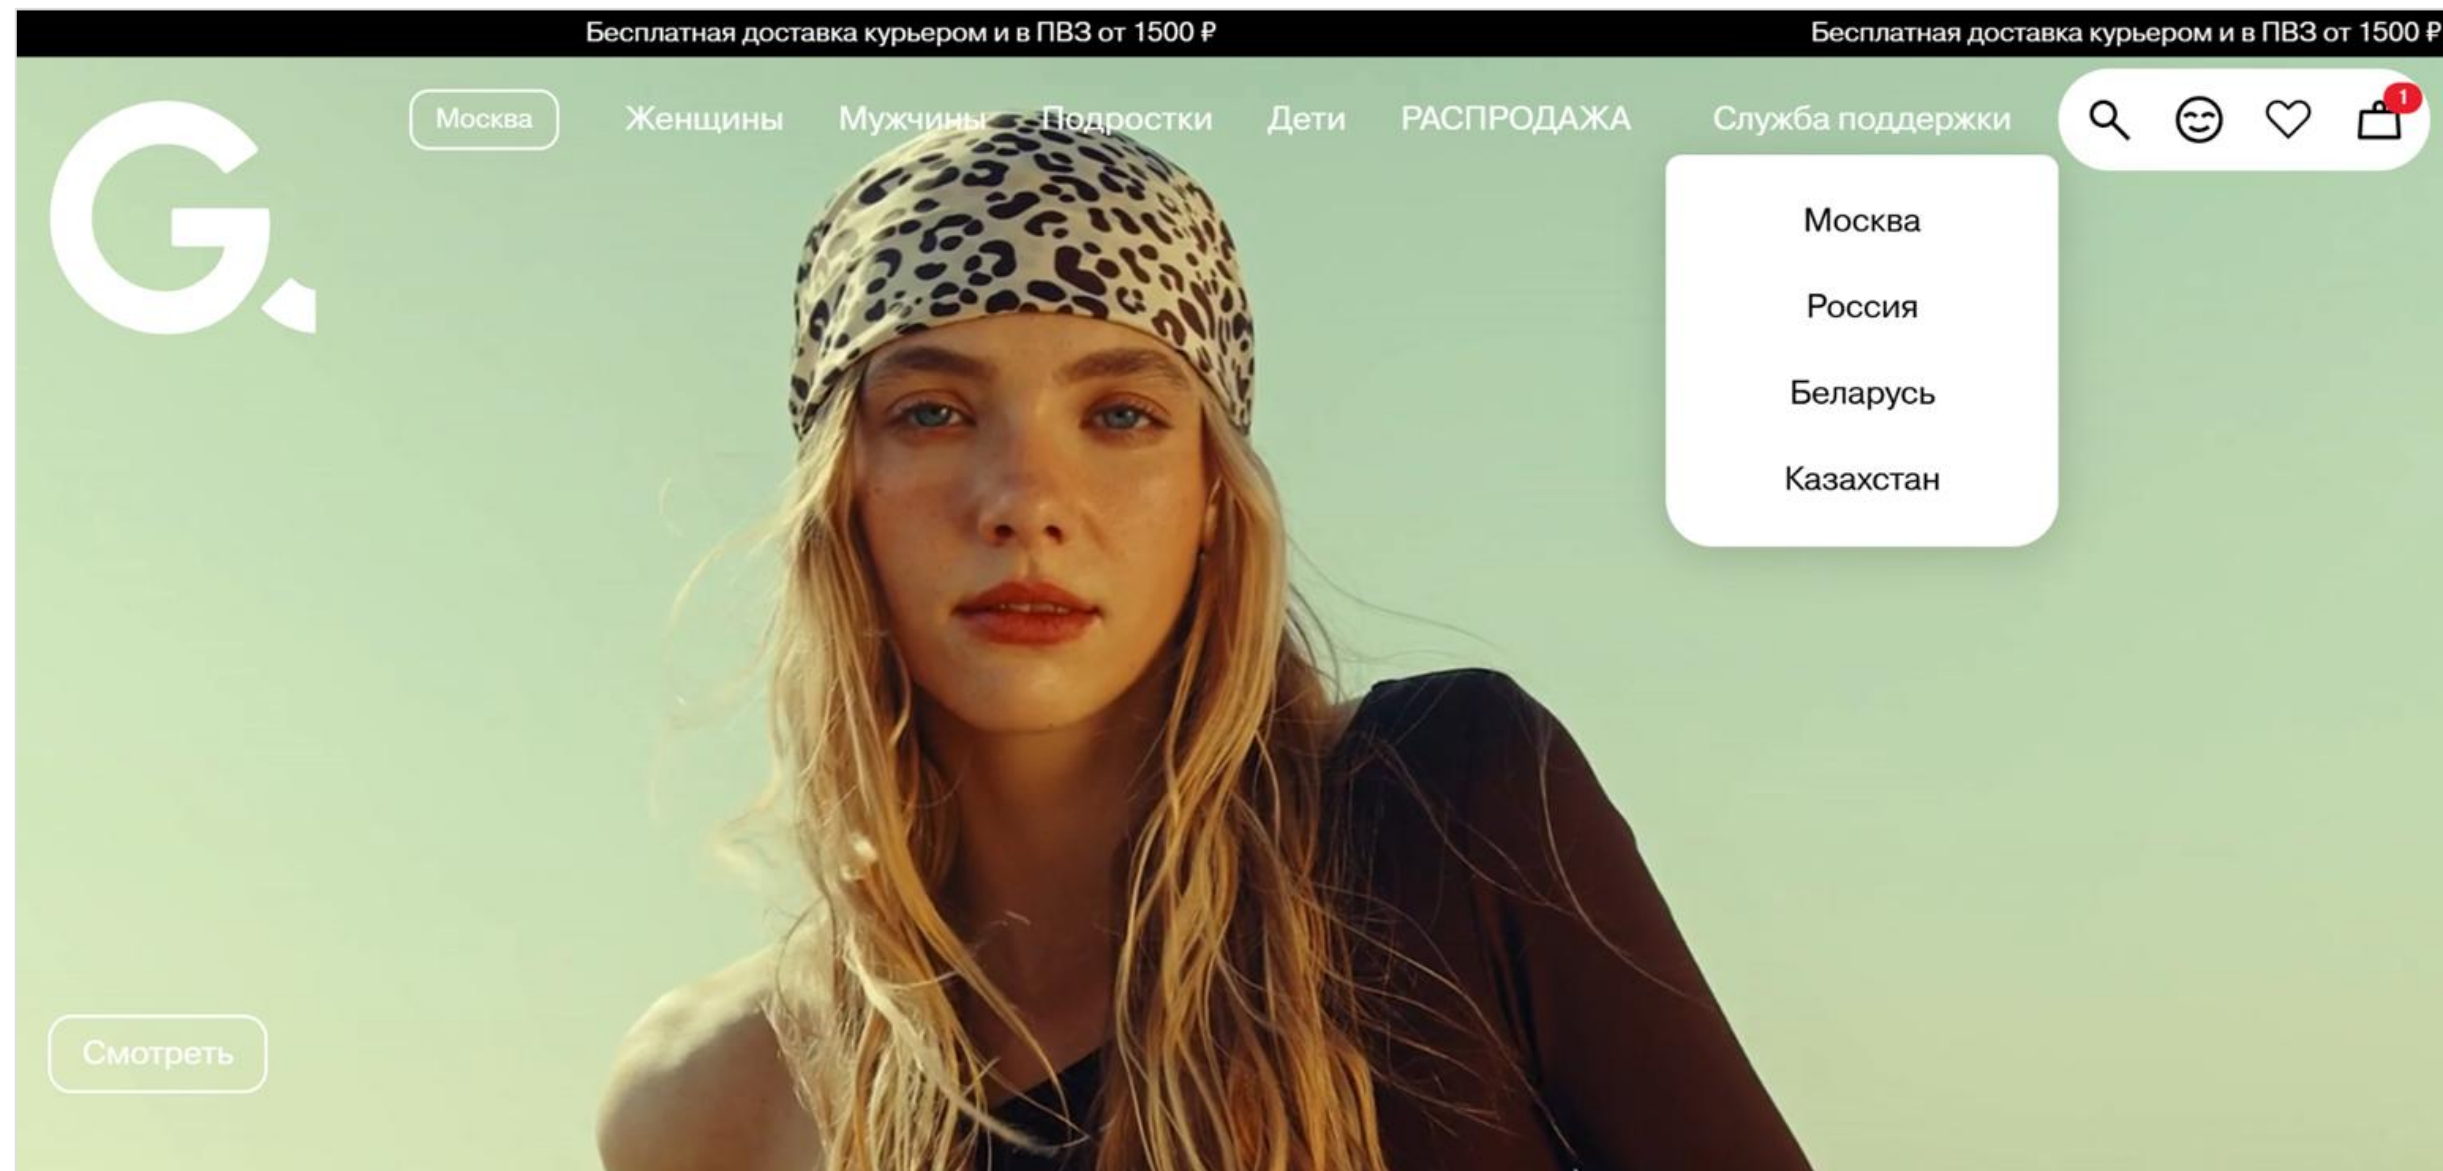 Бесплатная доставка курьером и в ПВЗ от 1500 ₽ Бесплатная доставка курьером и в ПВЗ от 1500 ₽
G.
Москва Женщины Мужчины Подростки Дети РАСПРОДАЖА Служба поддержки 1
Москва
Россия
Беларусь
Казахстан
Смотреть